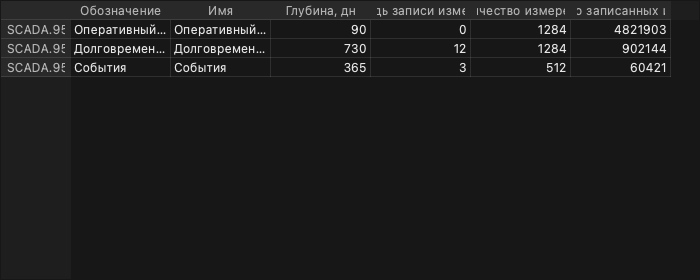 Обозначение Имя Глубина, дн записи изме измере записанных
SCADA.95 Оперативный... Оперативный... 90 0 1284 4821903
SCADA.95 Долговремен... Долговремен... 730 12 1284 902144
SCADA.95 События События 365 3 512 60421